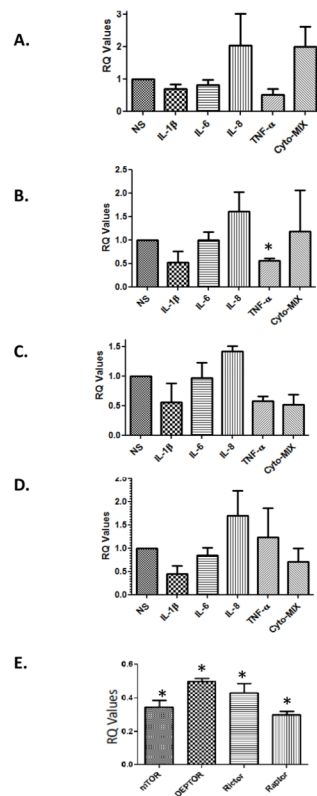 A.
RQ Values
3
2
1
0
NS
IL-1β
IL-6
IL-8
TNF-α
Cyto-MIX
B.
RQ Values
2.5
2.0
1.5
1.0
0.5
0.0
*
NS
IL-1β
IL-6
IL-8
TNF-α
Cyto-MIX
C.
RQ Values
1.5
1.0
0.5
0.0
NS
IL-1β
IL-6
IL-8
TNF-α
Cyto-MIX
D.
RQ Values
2.5
2.0
1.5
1.0
0.5
0.0
NS
IL-1β
IL-6
IL-8
TNF-α
Cyto-MIX
E.
RQ Values
0.6
0.4
0.2
0.0
*
*
*
*
mTOR
DEPTOR
Rictor
Raptor